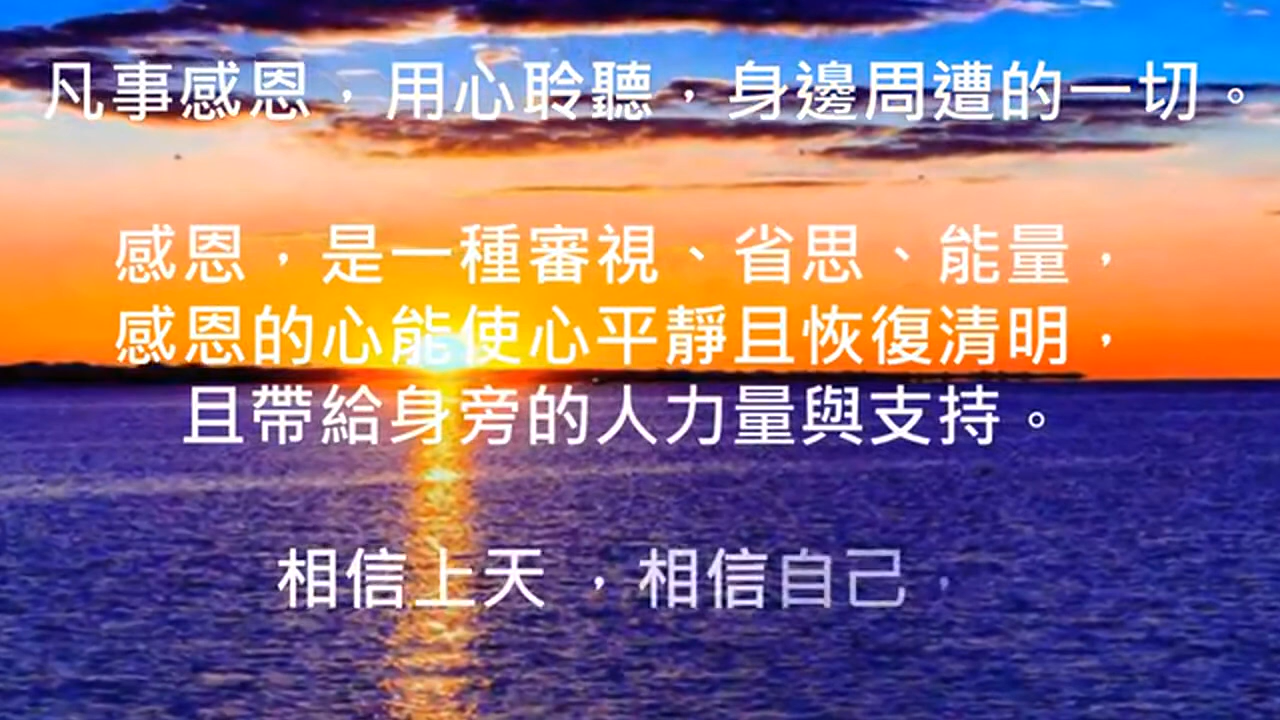 凡事感恩，用心聆聽，身邊周遭的一切。
感恩，是一種審視、省思、能量，
感恩的心能使心平靜且恢復清明，
且帶給身旁的人力量與支持。
相信上天，相信自己，